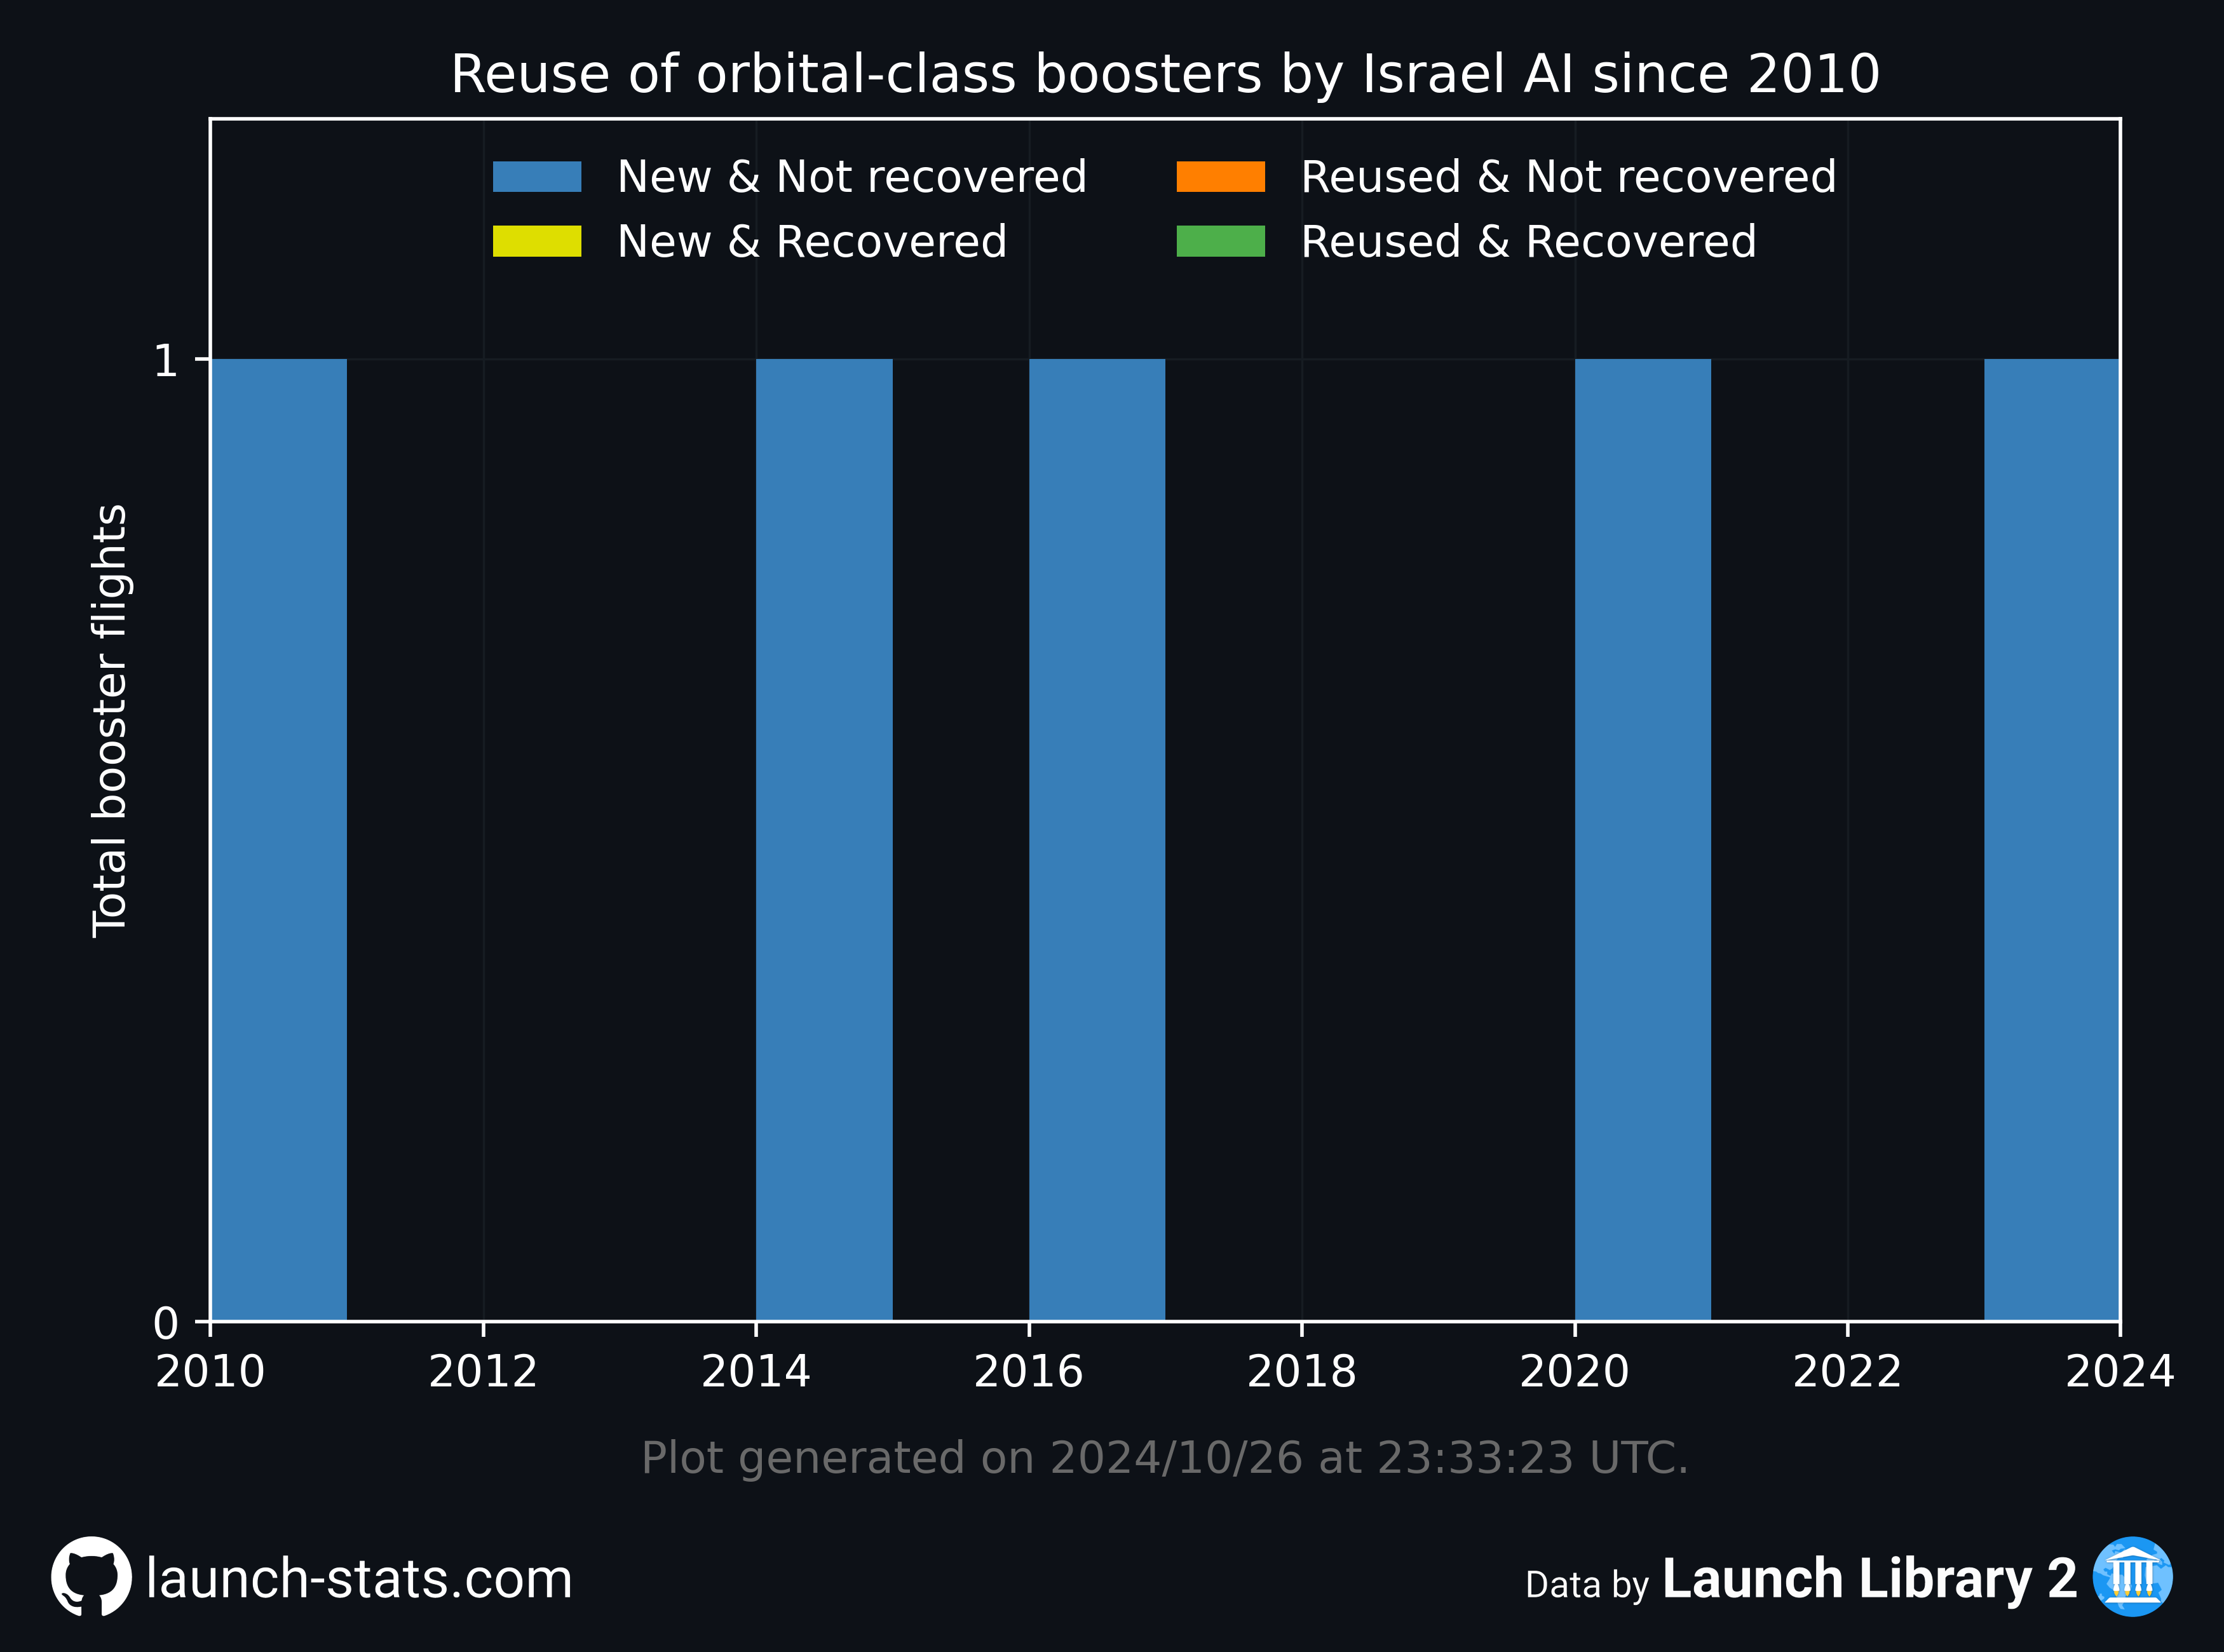 Reuse of orbital-class boosters by Israel AI since 2010
New & Not recovered
New & Recovered
Reused & Not recovered
Reused & Recovered
Total booster flights
1
0
2010 2012 2014 2016 2018 2020 2022 2024
Plot generated on 2024/10/26 at 23:33:23 UTC.
launch-stats.com
Data by Launch Library 2